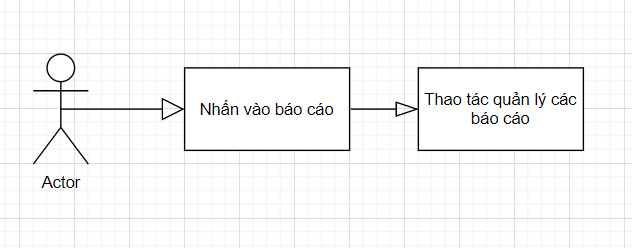 Nhấn vào báo cáo
Thao tác quản lý các
báo cáo
Actor